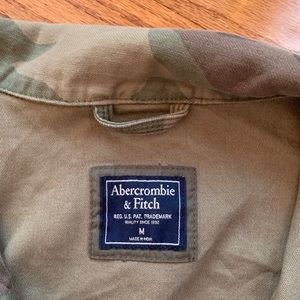 Abercrombie
& Fitch
REG. U.S. PAT. TRADEMARK
QUALITY SINCE 1892
M
MADE IN INDIA